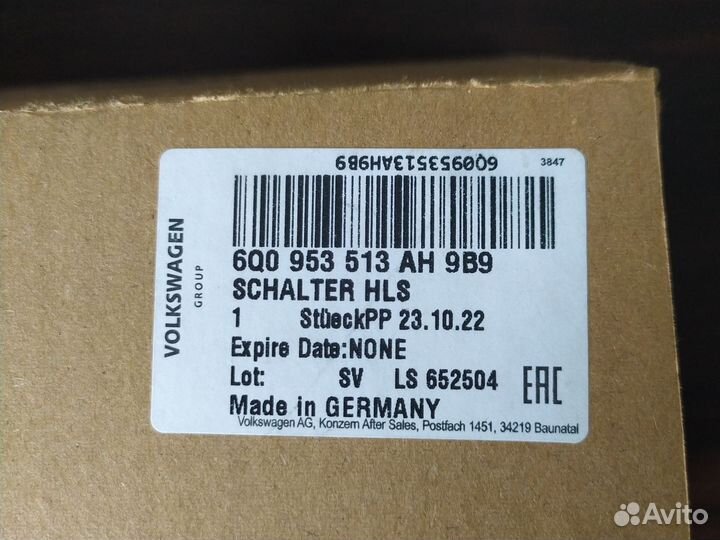 6Q0953513AH9B9
3847
VOLKSWAGEN
GROUP
6Q0 953 513 AH 9B9
SCHALTER HLS
1 StüeckPP 23.10.22
Expire Date:NONE
Lot: SV LS 652504
EAC
Made in GERMANY
Volkswagen AG, Konzern After Sales, Postfach 1451, 34219 Baunatal
Avito